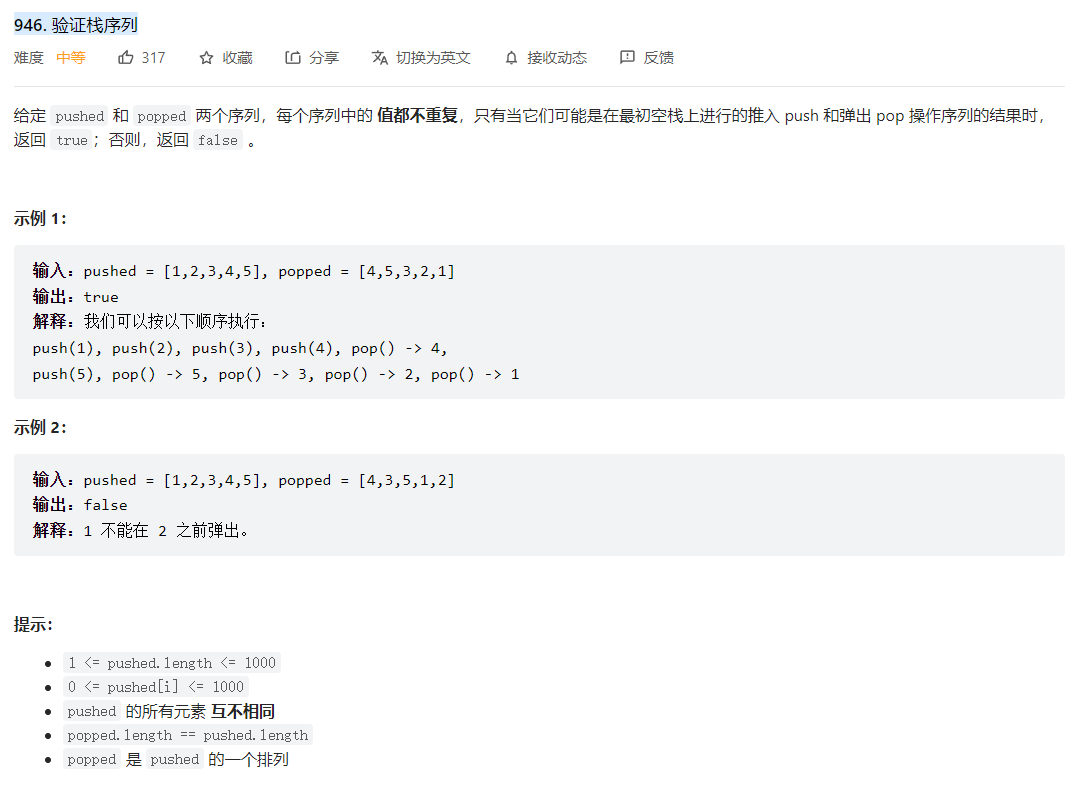 946. 验证栈序列
难度 中等 317 收藏 分享 切换为英文 接收动态 反馈
给定 pushed 和 popped 两个序列，每个序列中的 值都不重复，只有当它们可能是在最初空栈上进行的推入 push 和弹出 pop 操作序列的结果时，
返回 true；否则，返回 false 。
示例 1：
输入：pushed = [1,2,3,4,5], popped = [4,5,3,2,1]
输出：true
解释：我们可以按以下顺序执行：
push(1), push(2), push(3), push(4), pop() -> 4,
push(5), pop() -> 5, pop() -> 3, pop() -> 2, pop() -> 1
示例 2：
输入：pushed = [1,2,3,4,5], popped = [4,3,5,1,2]
输出：false
解释：1 不能在 2 之前弹出。
提示：
1 <= pushed.length <= 1000
0 <= pushed[i] <= 1000
pushed 的所有元素 互不相同
popped.length == pushed.length
popped 是 pushed 的一个排列